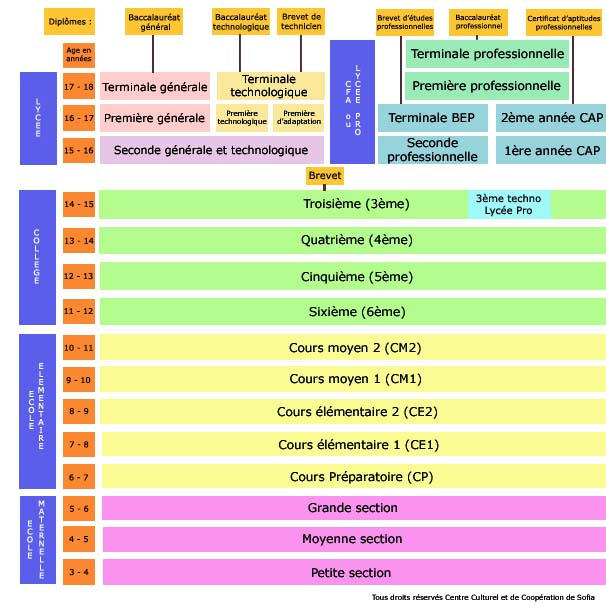 Diplômes :
Baccalauréat
général
Baccalauréat
technologique
Brevet de
technicien
Brevet d'études
professionnelles
Baccalauréat
professionnel
Certificat d'aptitudes
professionnelles
Age en
années
LYCEE
17 - 18
Terminale générale
Terminale
technologique
LYCEE PRO
ou CFA
Terminale professionnelle
Première professionnelle
16 - 17
Première générale
Première
technologique
Première
d'adaptation
Terminale BEP
2ème année CAP
15 - 16
Seconde générale et technologique
Seconde
professionnelle
1ère année CAP
Brevet
COLLEGE
14 - 15
Troisième (3ème)
3ème techno
Lycée Pro
13 - 14
Quatrième (4ème)
12 - 13
Cinquième (5ème)
11 - 12
Sixième (6ème)
ECOLE
ELEMENTAIRE
10 - 11
Cours moyen 2 (CM2)
9 - 10
Cours moyen 1 (CM1)
8 - 9
Cours élémentaire 2 (CE2)
7 - 8
Cours élémentaire 1 (CE1)
6 - 7
Cours Préparatoire (CP)
ECOLE
MATERNELLE
5 - 6
Grande section
4 - 5
Moyenne section
3 - 4
Petite section
Tous droits réservés Centre Culturel et de Coopération de Sofia